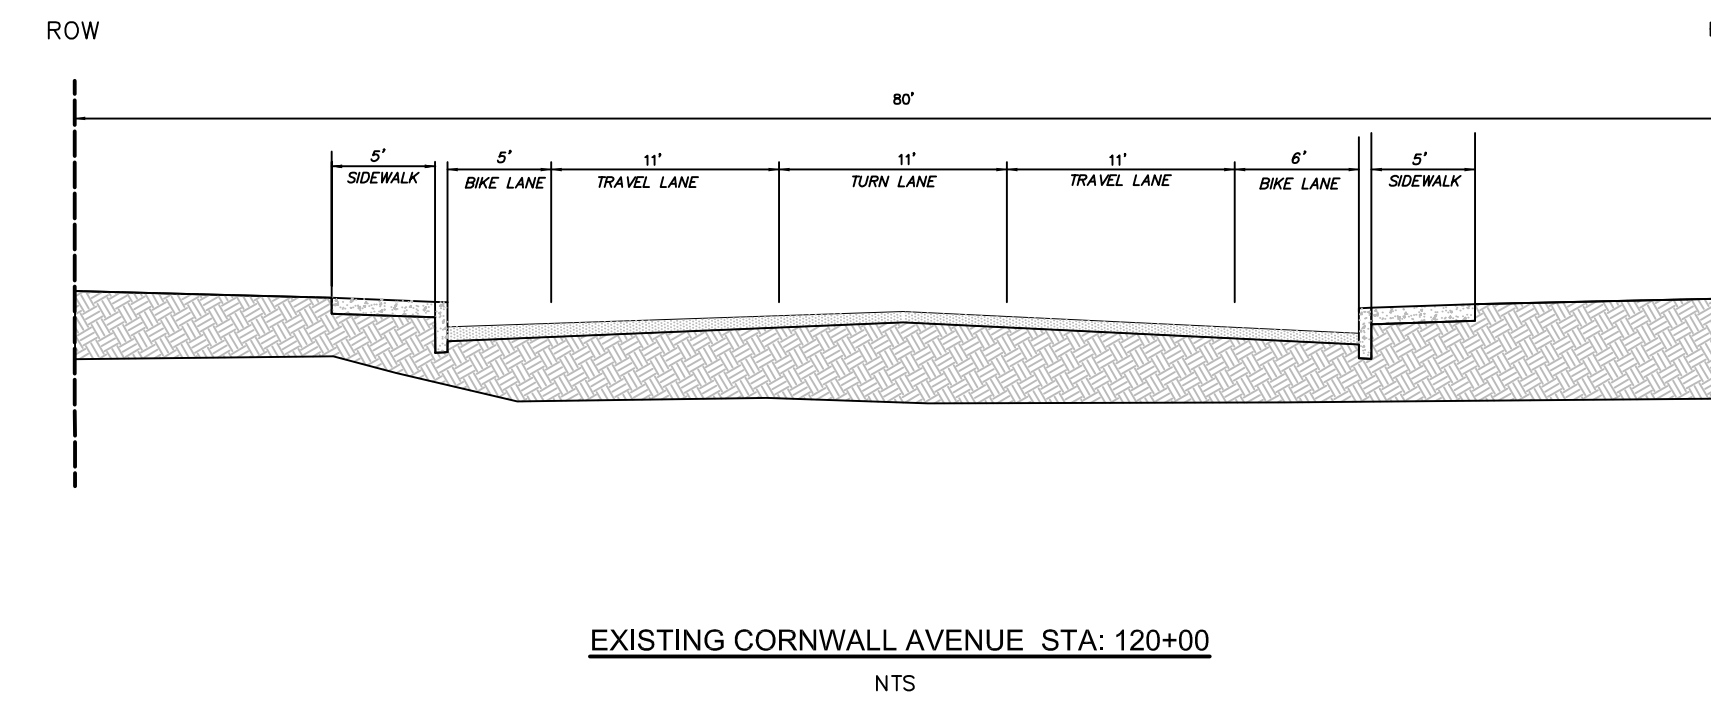 ROW
80'
5' 5' 11' 11' 11' 6' 5'
SIDEWALK BIKE LANE TRAVEL LANE TURN LANE TRAVEL LANE BIKE LANE SIDEWALK
EXISTING CORNWALL AVENUE STA: 120+00
NTS